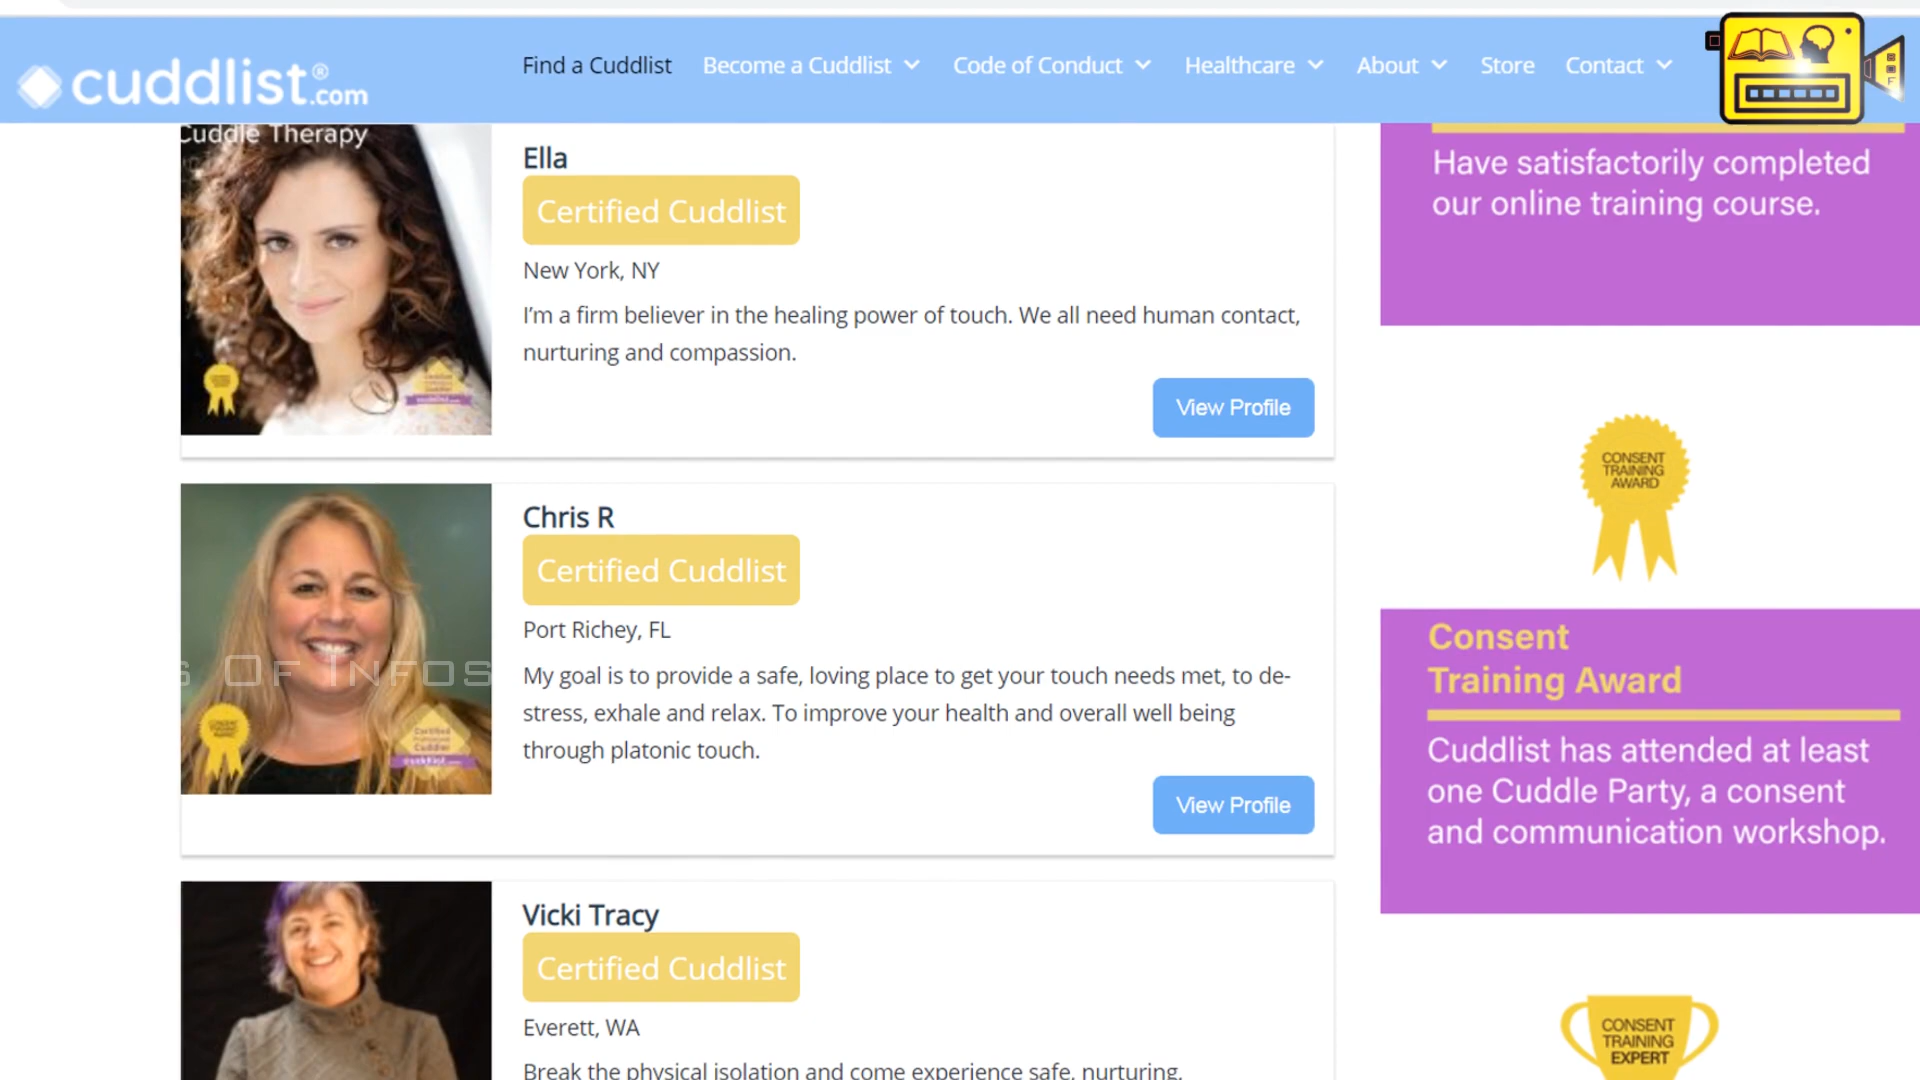 cuddlist®.com
Find a Cuddlist
Become a Cuddlist
Code of Conduct
Healthcare
About
Store
Contact
Cuddle Therapy
Ella
Certified Cuddlist
New York, NY
I'm a firm believer in the healing power of touch. We all need human contact,
nurturing and compassion.
View Profile
Chris R
Certified Cuddlist
Port Richey, FL
My goal is to provide a safe, loving place to get your touch needs met, to de-
stress, exhale and relax. To improve your health and overall well being
through platonic touch.
View Profile
s Of Infos
Certified
Cuddler
Vicki Tracy
Certified Cuddlist
Everett, WA
Break the physical isolation and come experience safe, nurturing,
Have satisfactorily completed
our online training course.
CONSENT
TRAINING
AWARD
Consent
Training Award
Cuddlist has attended at least
one Cuddle Party, a consent
and communication workshop.
CONSENT
TRAINING
EXPERT